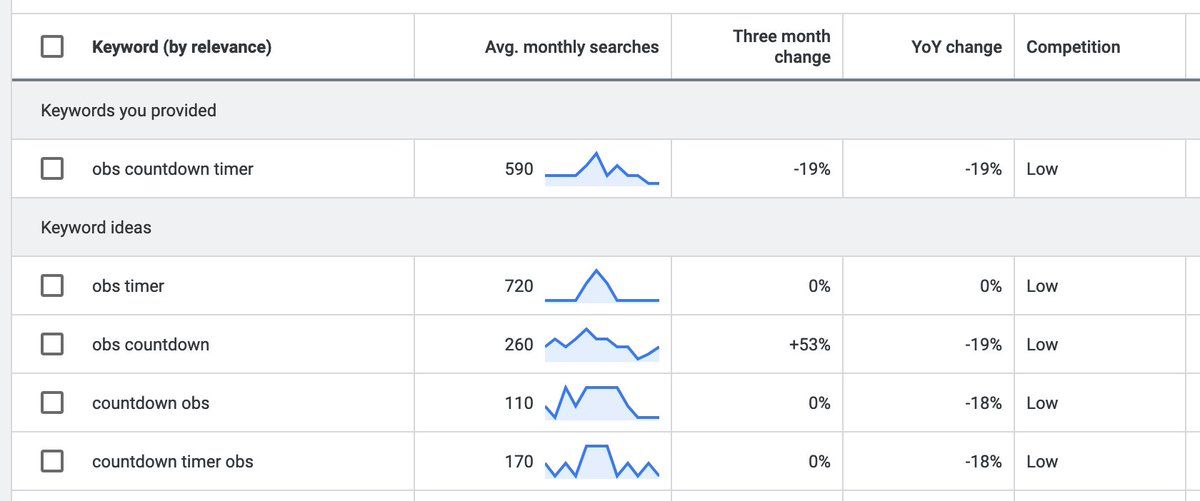 Keyword (by relevance) Avg. monthly searches Three month change YoY change Competition
Keywords you provided
obs countdown timer 590 -19% -19% Low
Keyword ideas
obs timer 720 0% 0% Low
obs countdown 260 +53% -19% Low
countdown obs 110 0% -18% Low
countdown timer obs 170 0% -18% Low